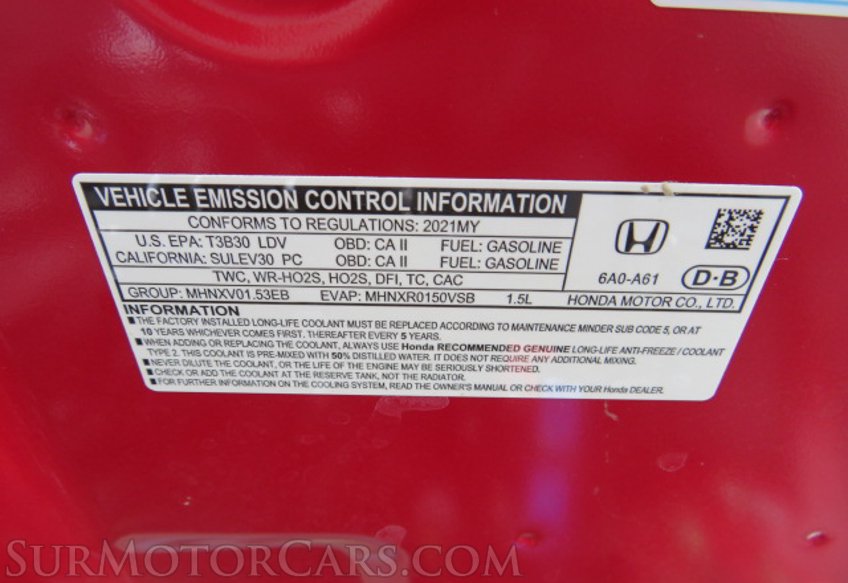 VEHICLE EMISSION CONTROL INFORMATION
CONFORMS TO REGULATIONS: 2021MY
U.S. EPA: T3B30 LDV OBD: CA II FUEL: GASOLINE
CALIFORNIA: SULEV30 PC OBD: CA II FUEL: GASOLINE
TWC, WR-HO2S, HO2S, DFI, TC, CAC
6A0-A61 D·B
GROUP: MHNXV01.53EB EVAP: MHNXR0150VSB 1.5L HONDA MOTOR CO., LTD.
INFORMATION
■THE FACTORY INSTALLED LONG-LIFE COOLANT MUST BE REPLACED ACCORDING TO MAINTENANCE MINDER SUB CODE 5, OR AT
10 YEARS WHICHEVER COMES FIRST. THEREAFTER EVERY 5 YEARS.
■WHEN ADDING OR REPLACING THE COOLANT, ALWAYS USE Honda RECOMMENDED GENUINE LONG-LIFE ANTI-FREEZE / COOLANT
TYPE 2. THIS COOLANT IS PRE-MIXED WITH 50% DISTILLED WATER. IT DOES NOT REQUIRE ANY ADDITIONAL MIXING.
■NEVER DILUTE THE COOLANT, OR THE LIFE OF THE ENGINE MAY BE SERIOUSLY SHORTENED.
■CHECK OR ADD THE COOLANT AT THE RESERVE TANK, NOT THE RADIATOR.
■FOR FURTHER INFORMATION ON THE COOLING SYSTEM, READ THE OWNER'S MANUAL OR CHECK WITH YOUR Honda DEALER.
SURMOTORCARS.COM